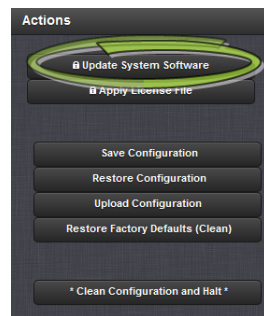 Actions
Update System Software
Apply License File
Save Configuration
Restore Configuration
Upload Configuration
Restore Factory Defaults (Clean)
* Clean Configuration and Halt *